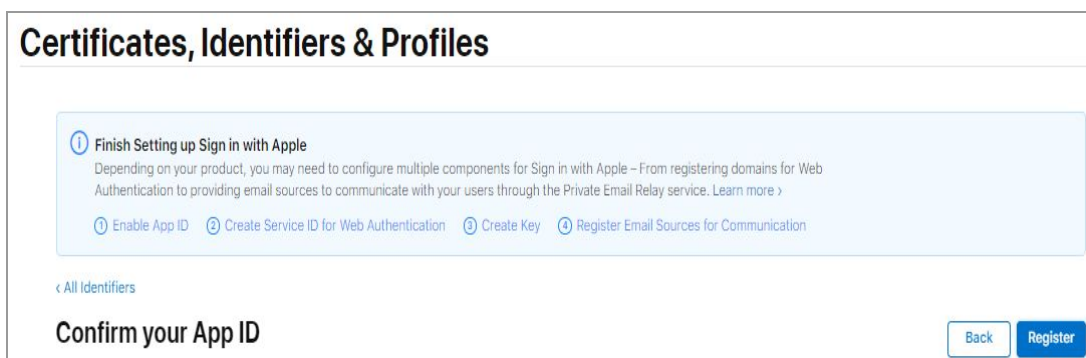 Certificates, Identifiers & Profiles
Finish Setting up Sign in with Apple
Depending on your product, you may need to configure multiple components for Sign in with Apple – From registering domains for Web
Authentication to providing email sources to communicate with your users through the Private Email Relay service. Learn more ›
1 Enable App ID 2 Create Service ID for Web Authentication 3 Create Key 4 Register Email Sources for Communication
‹ All Identifiers
Confirm your App ID Back Register